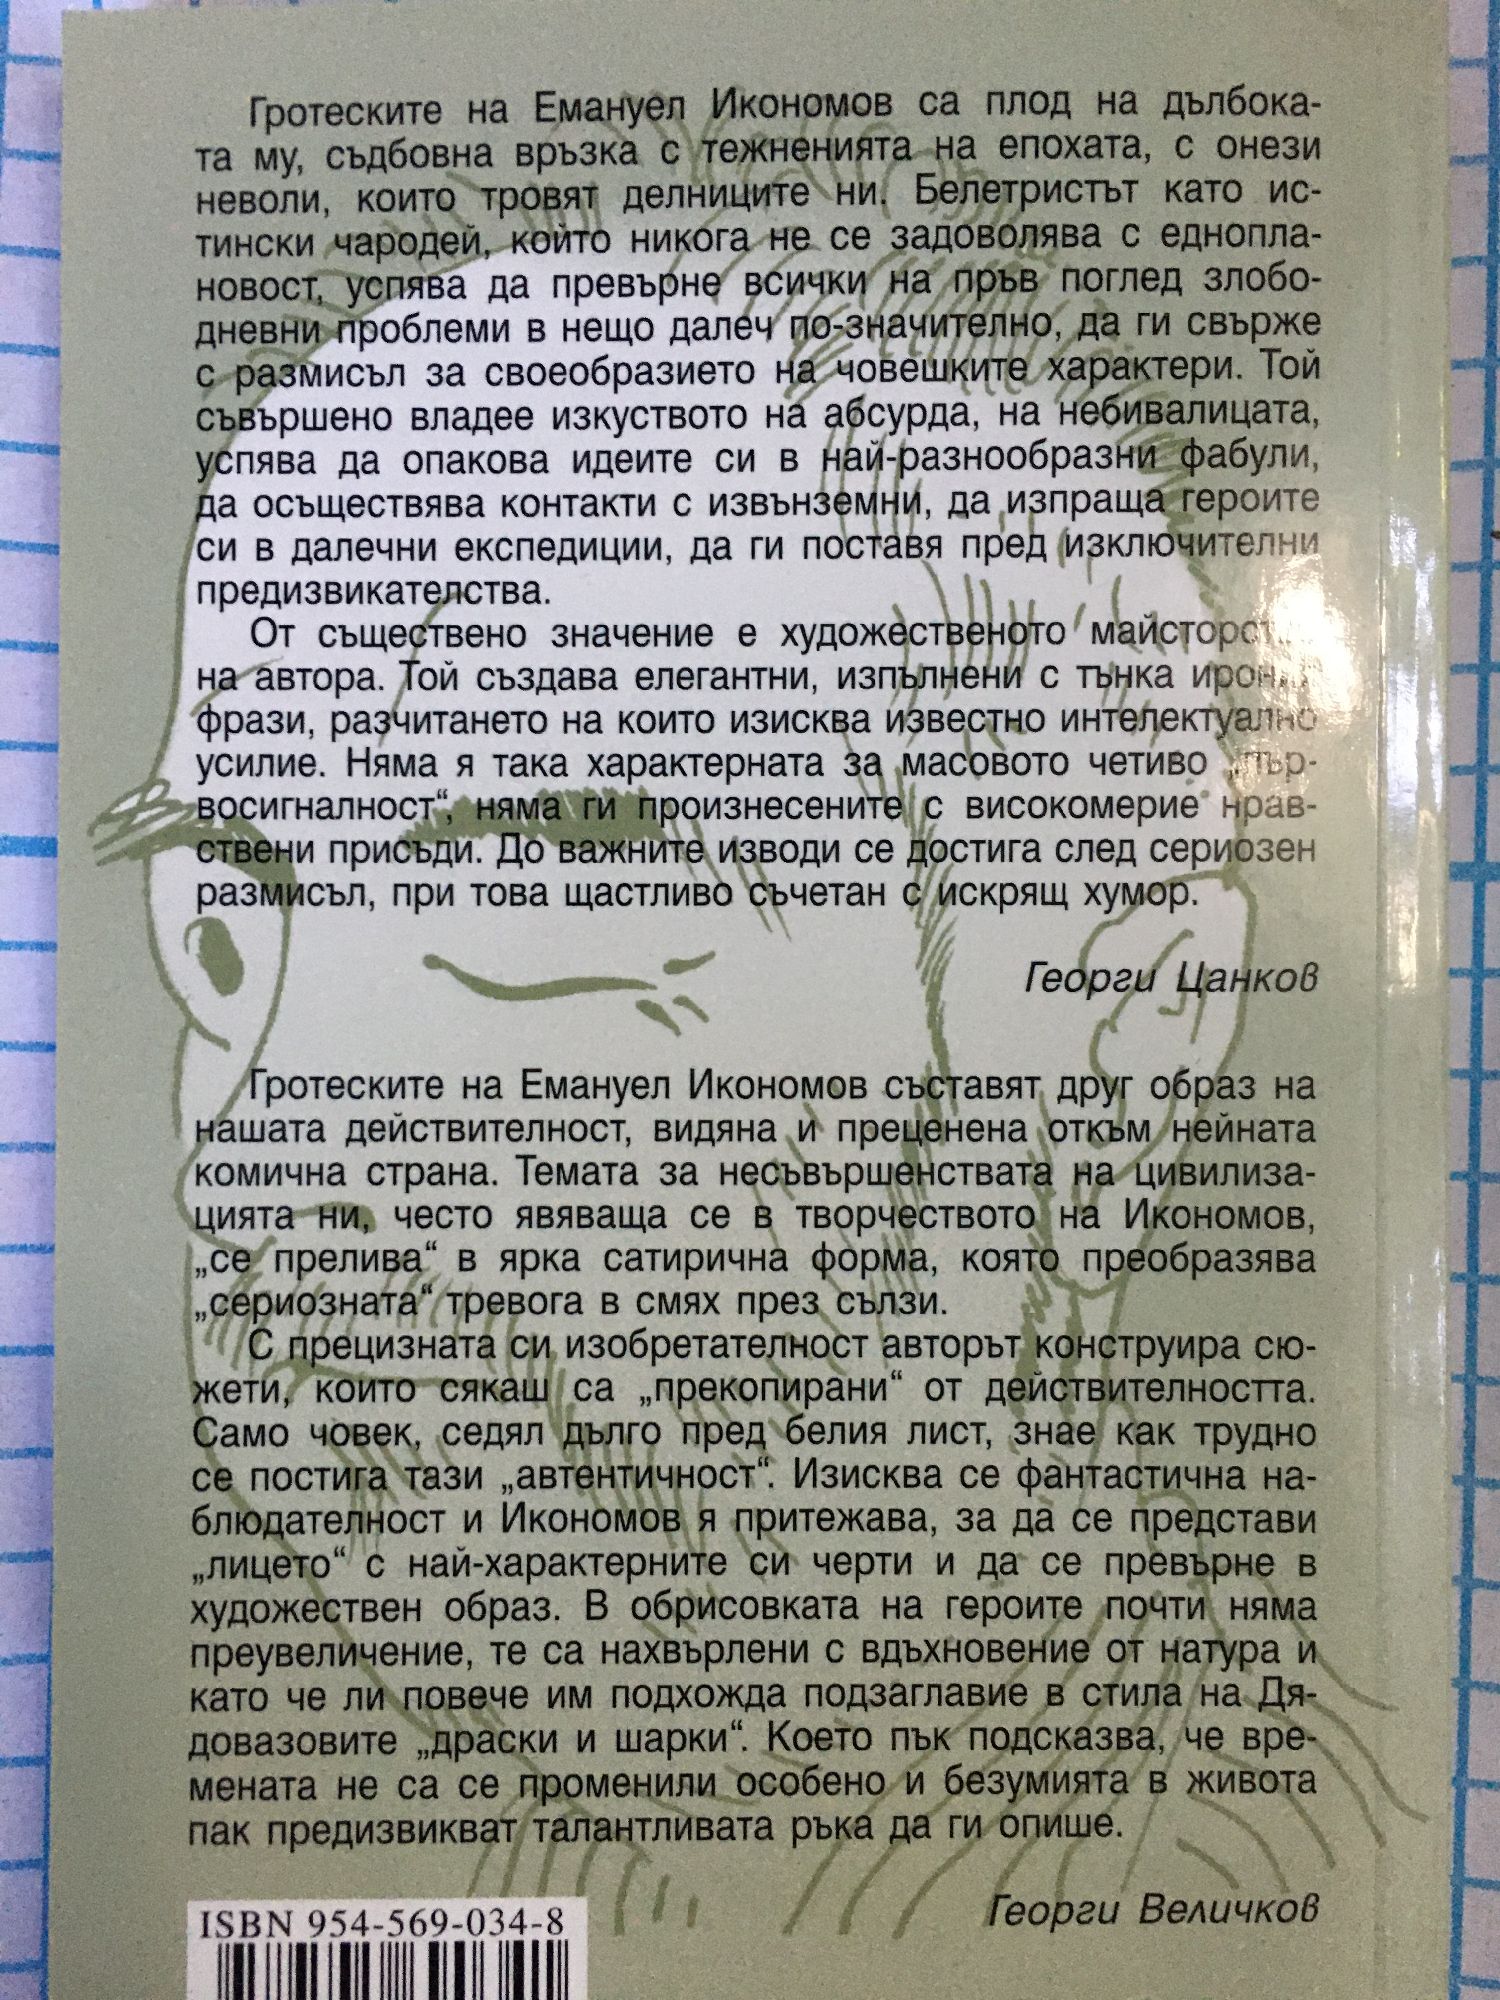 Гротеските на Емануел Икономов са плод на дълбока-
та му, съдбовна връзка с тежненията на епохата, с онези
неволи, които тровят делниците ни. Белетристът като ис-
тински чародей, който никога не се задоволява с еднопла-
новост, успява да превърне всички на пръв поглед злобо-
дневни проблеми в нещо далеч по-значително, да ги свърже
с размисъл за своеобразието на човешките характери. Той
съвършено владее изкуството на абсурда, на небивалицата,
успява да опакова идеите си в най-разнообразни фабули,
да осъществява контакти с извънземни, да изпраща героите
си в далечни експедиции, да ги поставя пред изключителни
предизвикателства.
От съществено значение е художественото
на автора. Той създава елегантни, изпълнени с тънка
фрази, разчитането на които изисква известно интелектуално
усилие. Няма я така характерната за масовото четиво „пър-
восигналност“, няма ги произнесените с високомерие нрав-
ствени присъди. До важните изводи се достига след сериозен
размисъл, при това щастливо съчетан с искрящ хумор.
Георги Цанков
Гротеските на Емануел Икономов съставят друг образ на
нашата действителност, видяна и преценена откъм нейната
комична страна. Темата за несъвършенствата на цивилиза-
цията ни, често явяваща се в творчеството на Икономов,
„се прелива“ в ярка сатирична форма, която преобразява
„сериозната“ тревога в смях през сълзи.
С прецизната си изобретателност авторът конструира сю-
жети, които сякаш са „прекопирани“ от действителността.
Само човек, седял дълго пред белия лист, знае как трудно
се постига тази „автентичност“. Изисква се фантастична на-
блюдателност и Икономов я притежава, за да се представи
„лицето“ с най-характерните си черти и да се превърне в
художествен образ. В обрисовката на героите почти няма
преувеличение, те са нахвърлени с вдъхновение от натура и
като че ли повече им подхожда подзаглавие в стила на Дя-
довазовите „драски и шарки“. Което пък подсказва, че вре-
мената не са се променили особено и безумията в живота
пак предизвикват талантливата ръка да ги опише.
Георги Величков
ISBN 954-569-034-8